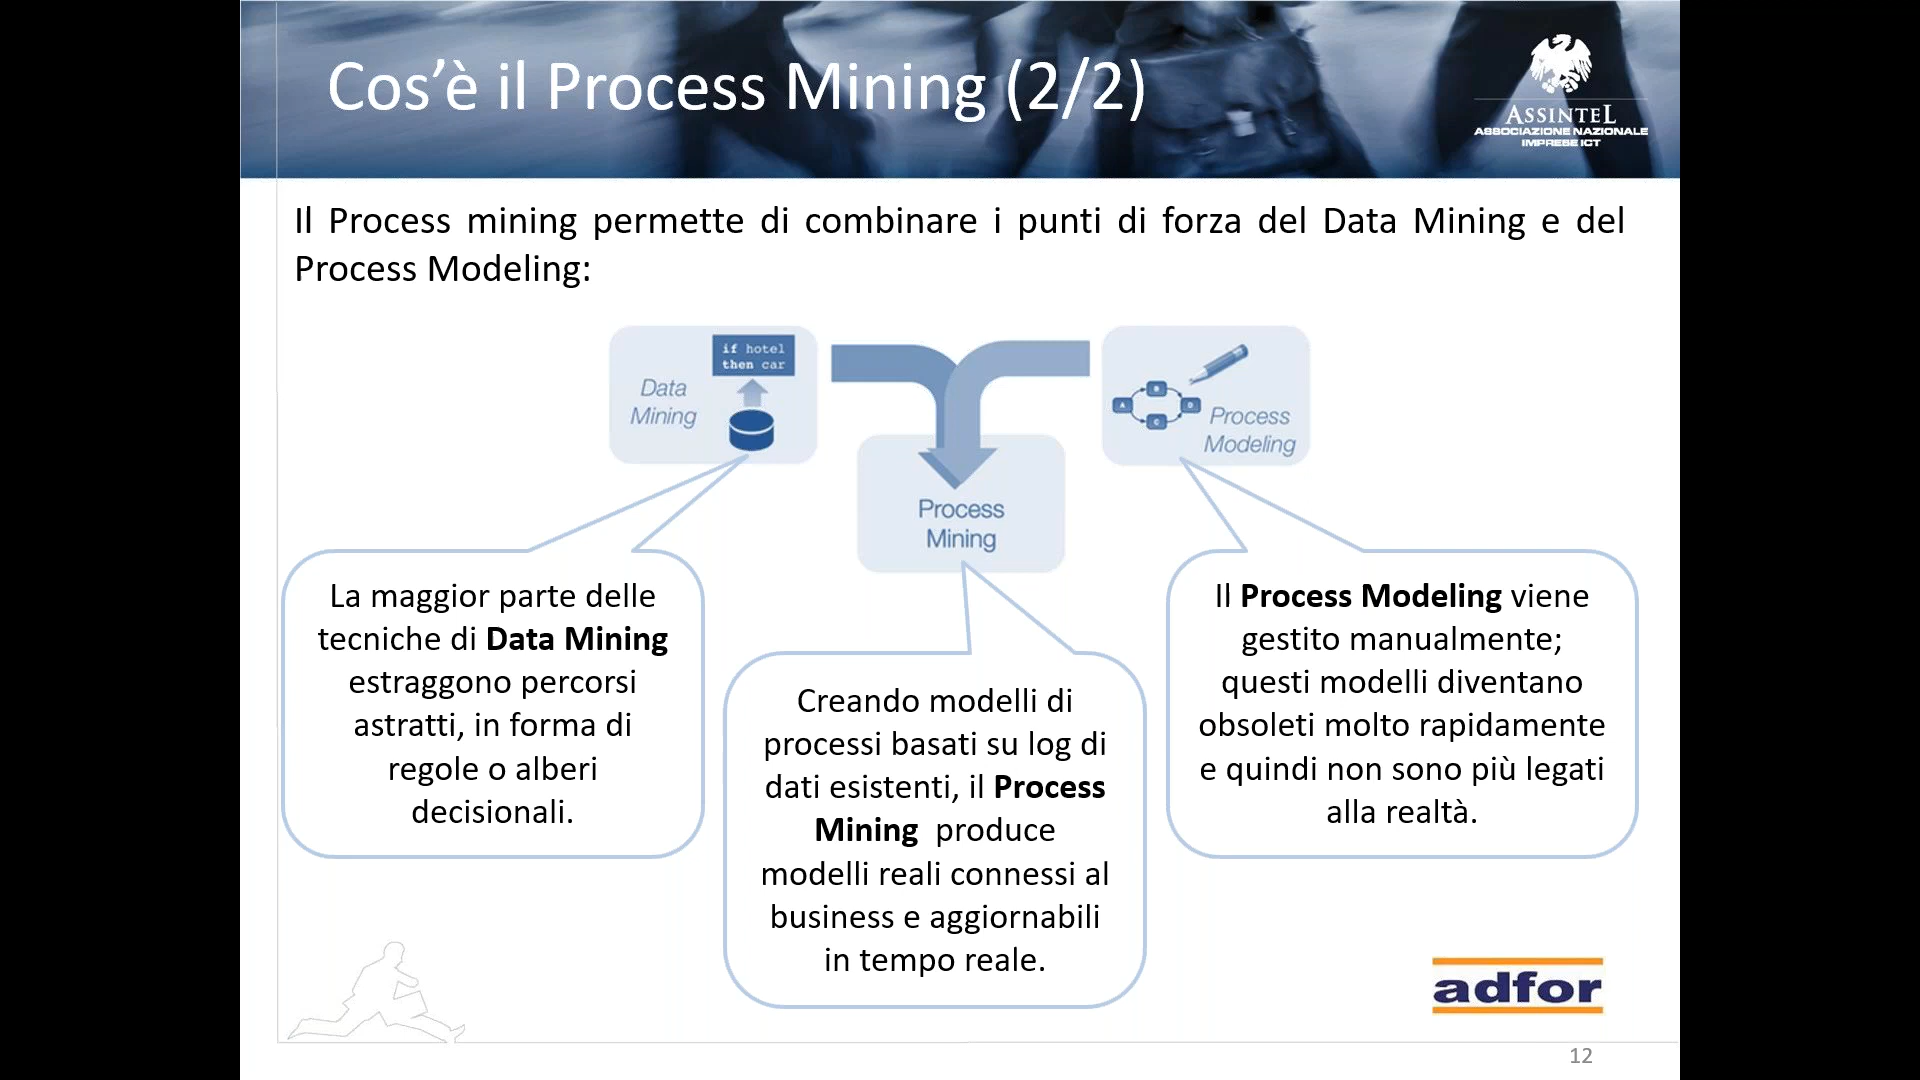 Cos'è il Process Mining (2/2)
ASSINTEL
ASSOCIAZIONE NAZIONALE
IMPRESE ICT
Il Process mining permette di combinare i punti di forza del Data Mining e del
Process Modeling:
if hotel
then car
Data
Mining
A
B
C
D
Process
Modeling
Process
Mining
La maggior parte delle
tecniche di Data Mining
estraggono percorsi
astratti, in forma di
regole o alberi
decisionali.
Creando modelli di
processi basati su log di
dati esistenti, il Process
Mining produce
modelli reali connessi al
business e aggiornabili
in tempo reale.
Il Process Modeling viene
gestito manualmente;
questi modelli diventano
obsoleti molto rapidamente
e quindi non sono più legati
alla realtà.
adfor
12